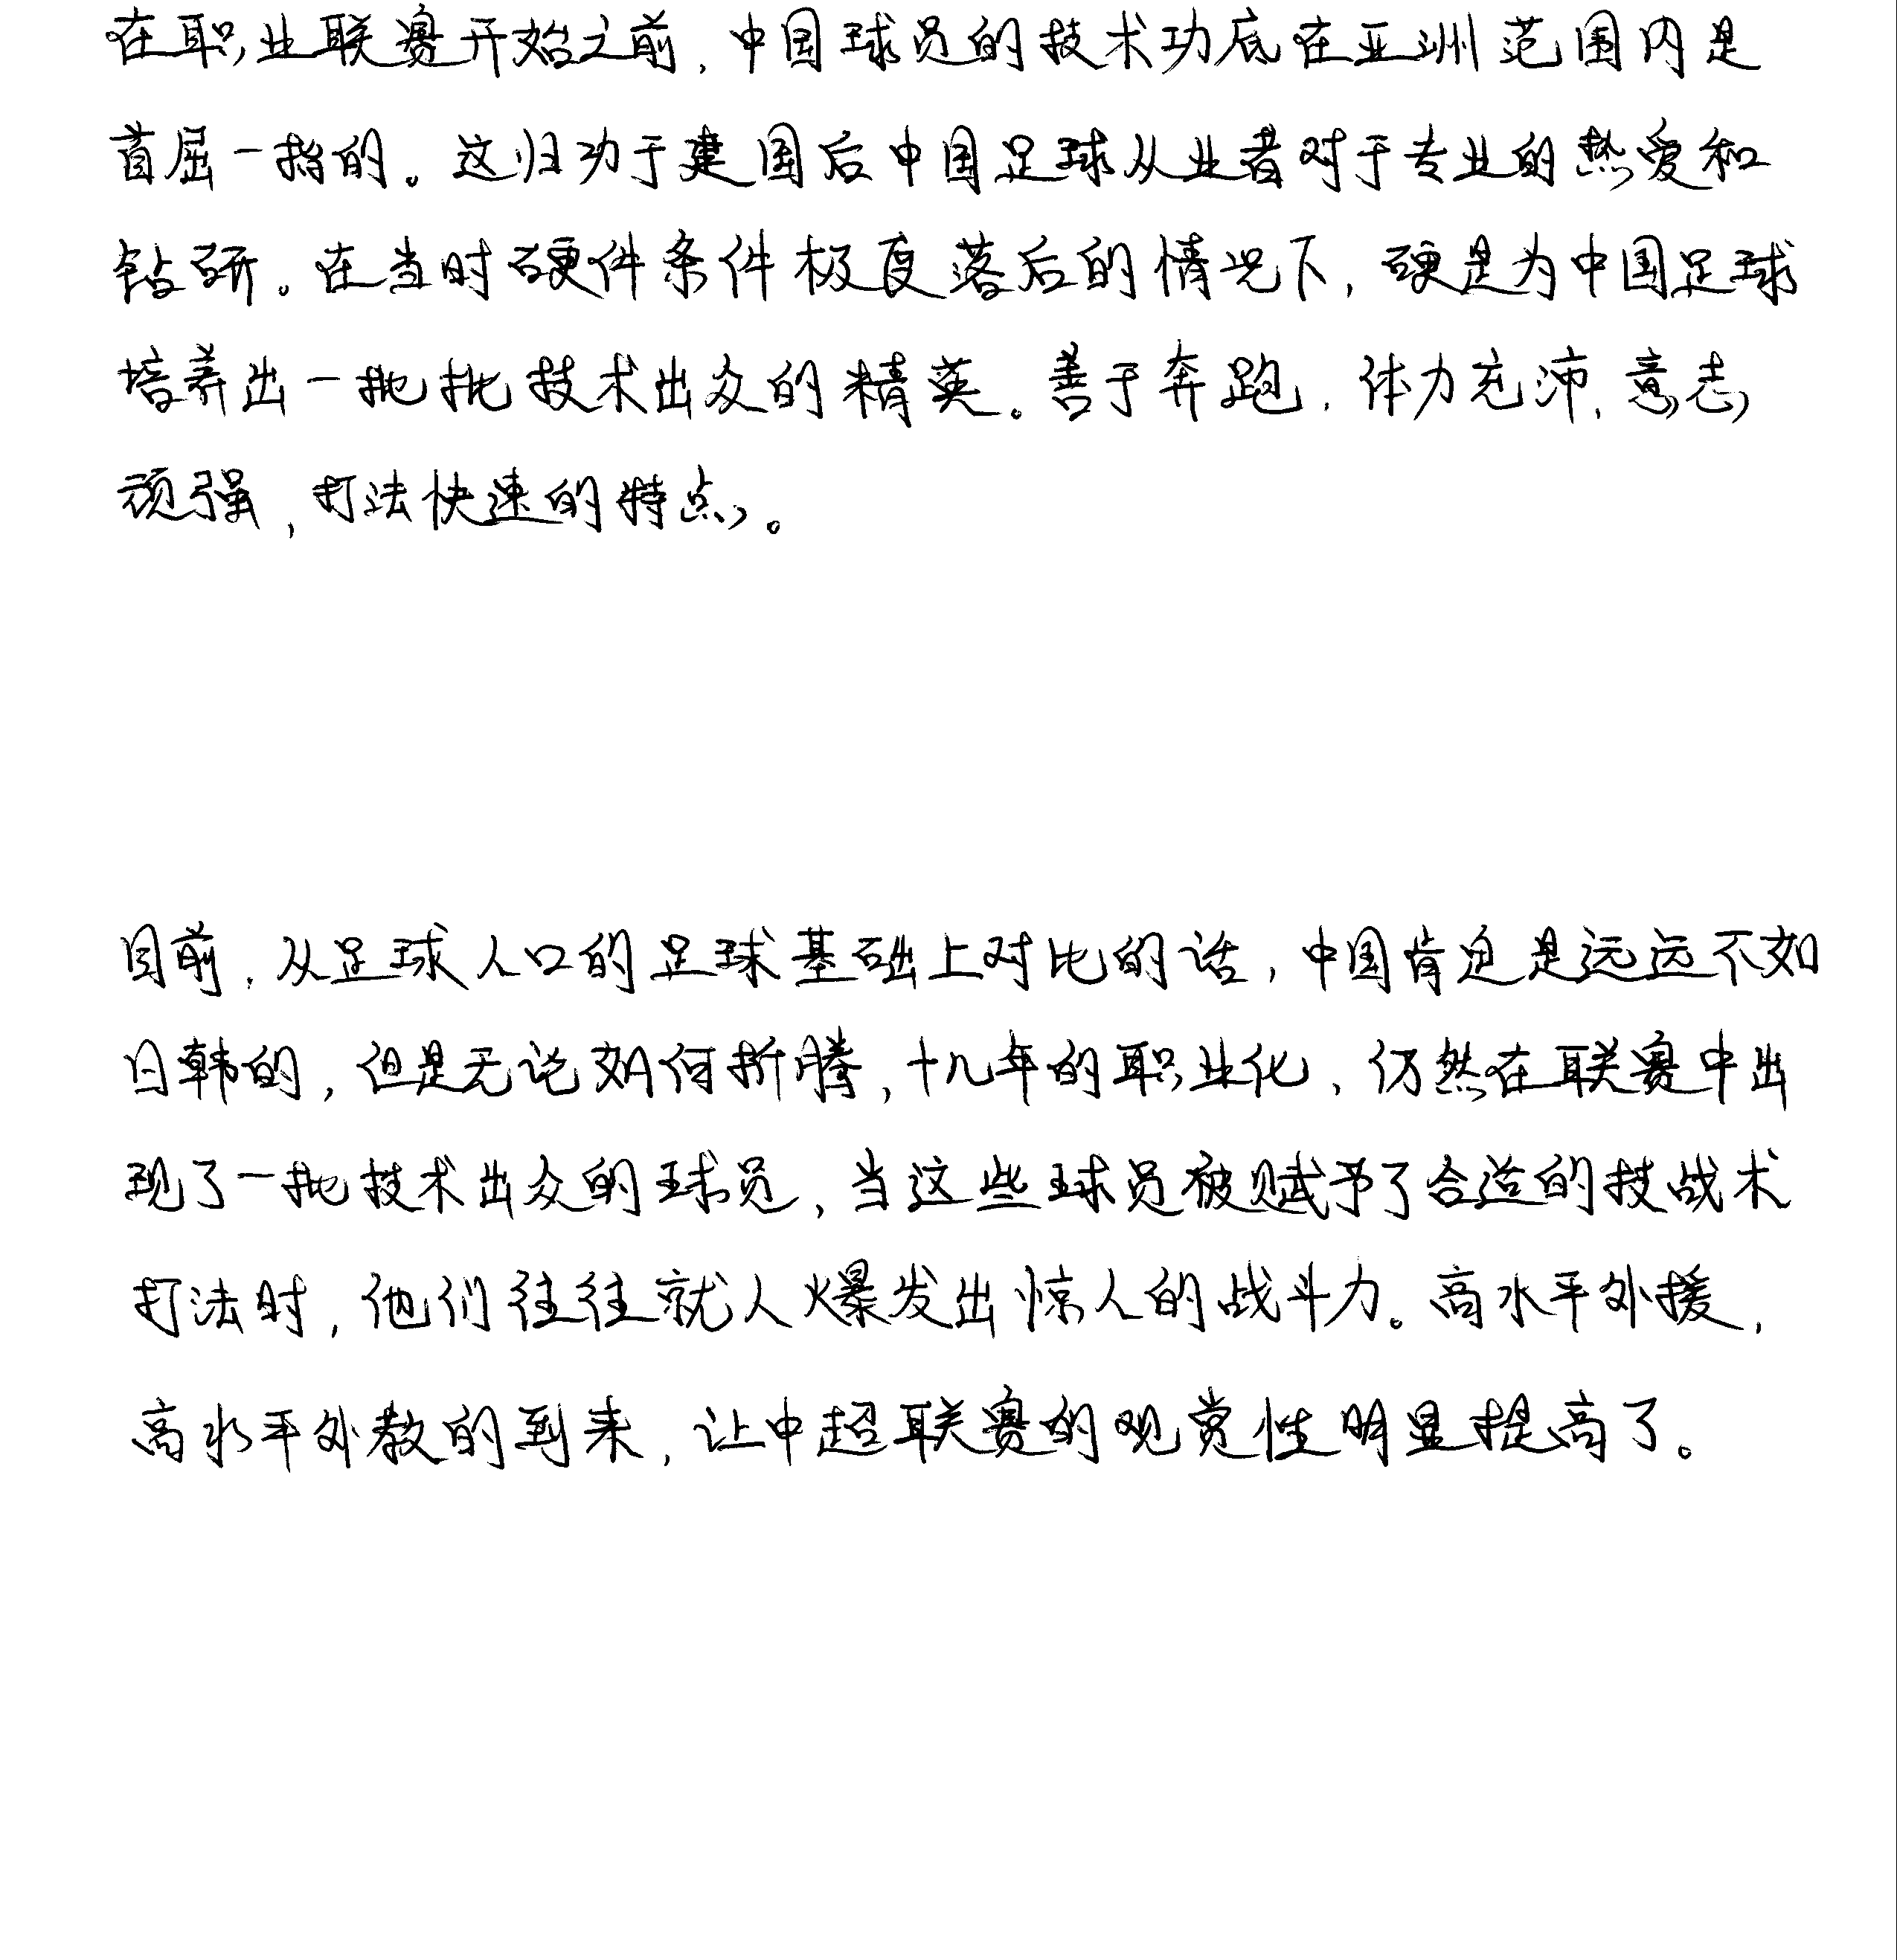 在职业联赛开始之前,中国球员的技术功底在亚洲范围内是
首屈一指的。这归功于建国后中国足球从业者对于专业的热爱和
钻研。在当时硬件条件极度落后的情况下,硬是为中国足球
培养出一批批技术出众的精英。善于奔跑,体力充沛,意志
顽强,打法快速的特点。
目前,从足球人口的足球基础上对比的话,中国肯定是远远不如
日韩的,但是无论如何折腾,十几年的职业化,仍然在联赛中出
现了一批技术出众的球员,当这些球员被赋予了合适的技战术
打法时,他们往往就人爆发出惊人的战斗力。高水平外援,
高水平外教的到来,让中超联赛的观赏性明显提高了。